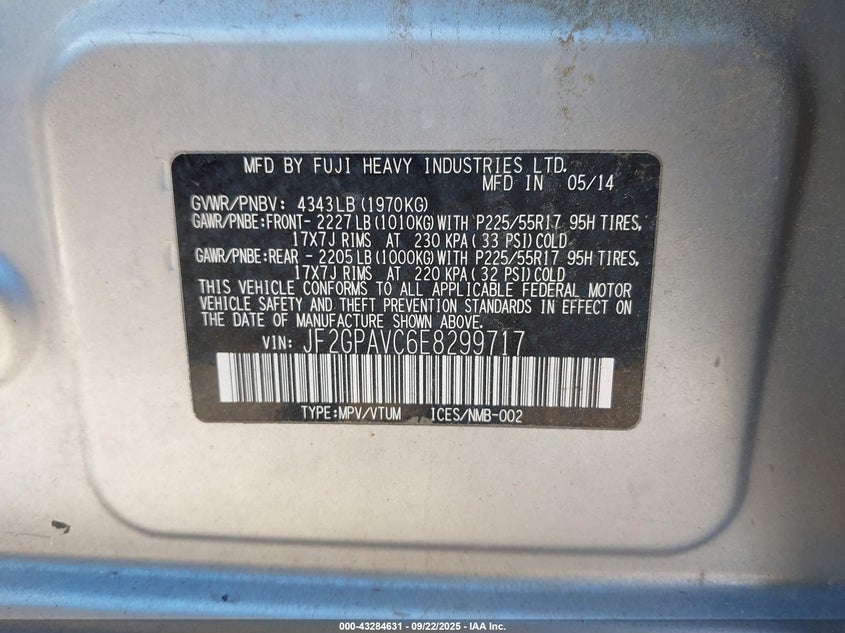 MFD BY FUJI HEAVY INDUSTRIES LTD.
MFD IN 05/14
GVWR/PNBV: 4343LB (1970KG)
GAWR/PNBE:FRONT- 2227LB (1010KG) WITH P225/55R17 95H TIRES,
17X7J RIMS AT 230 KPA( 33 PSI)COLD
GAWR/PNBE:REAR - 2205LB (1000KG) WITH P225/55R17 95H TIRES,
17X7J RIMS AT 220 KPA( 32 PSI)COLD
THIS VEHICLE CONFORMS TO ALL APPLICABLE FEDERAL MOTOR
VEHICLE SAFETY AND THEFT PREVENTION STANDARDS IN EFFECT ON
THE DATE OF MANUFACTURE SHOWN ABOVE.
VIN: JF2GPAVC6E8299717
TYPE:MPV/VTUM ICES/NMB-002
000-43284631 - 09/22/2025 - IAA Inc.